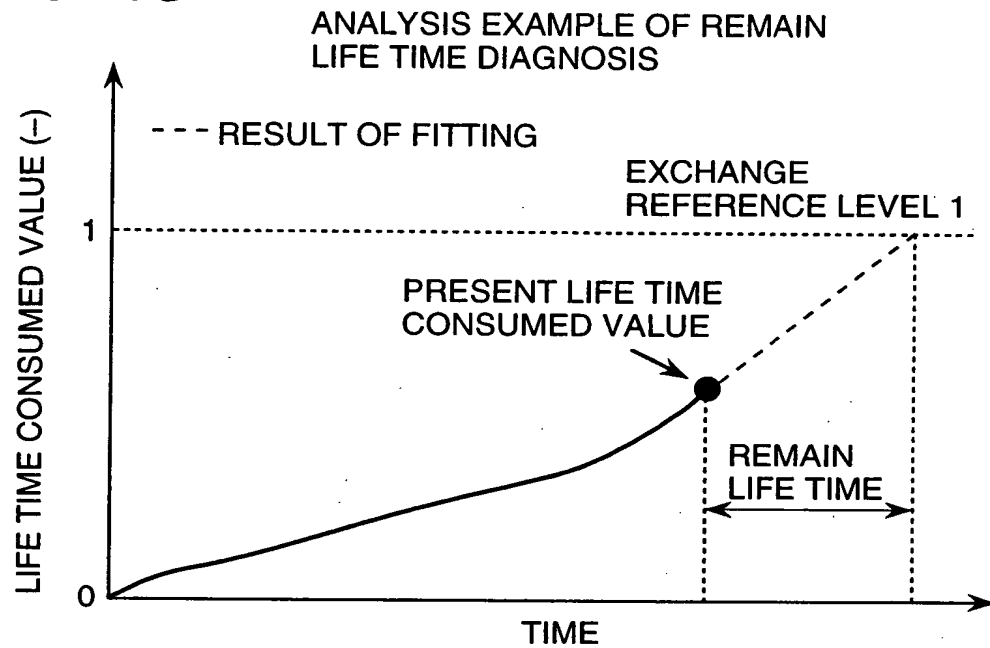 ANALYSIS EXAMPLE OF REMAIN
LIFE TIME DIAGNOSIS
LIFE TIME CONSUMED VALUE (–)
--- RESULT OF FITTING
EXCHANGE
REFERENCE LEVEL 1
1
PRESENT LIFE TIME
CONSUMED VALUE
REMAIN
LIFE TIME
0
TIME